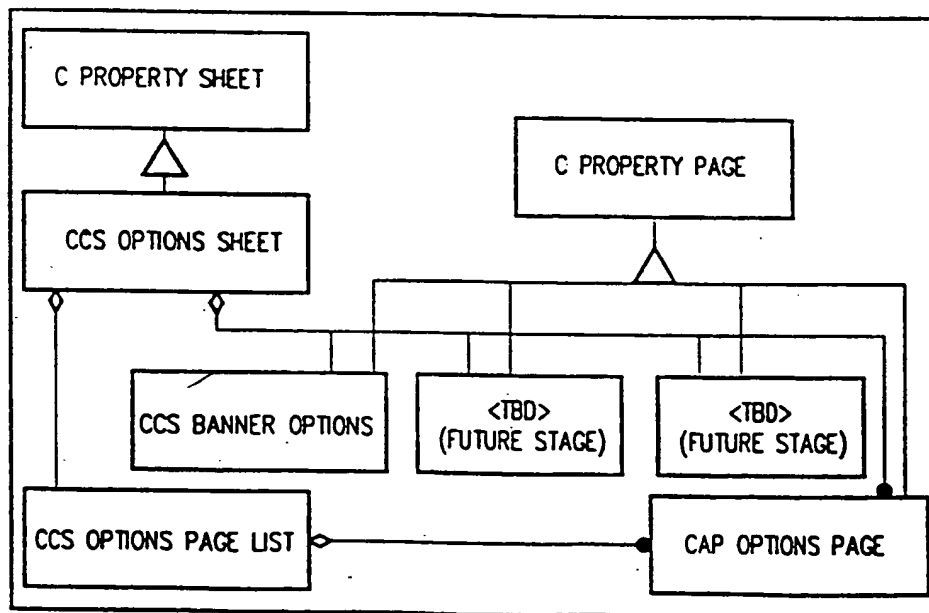 C PROPERTY SHEET
C PROPERTY PAGE
CCS OPTIONS SHEET
CCS BANNER OPTIONS
<TBD>
(FUTURE STAGE)
<TBD>
(FUTURE STAGE)
CCS OPTIONS PAGE LIST
CAP OPTIONS PAGE